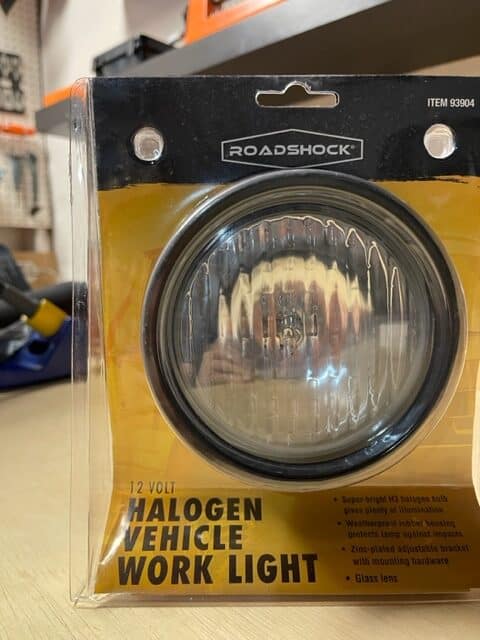 ITEM 93904
ROADSHOCK®
12 VOLT
HALOGEN
VEHICLE
WORK LIGHT
• Super-bright H3 halogen bulb
gives plenty of illumination
• Weatherproof rubber housing
protects lamp against impacts
• Zinc-plated adjustable bracket
with mounting hardware
• Glass lens